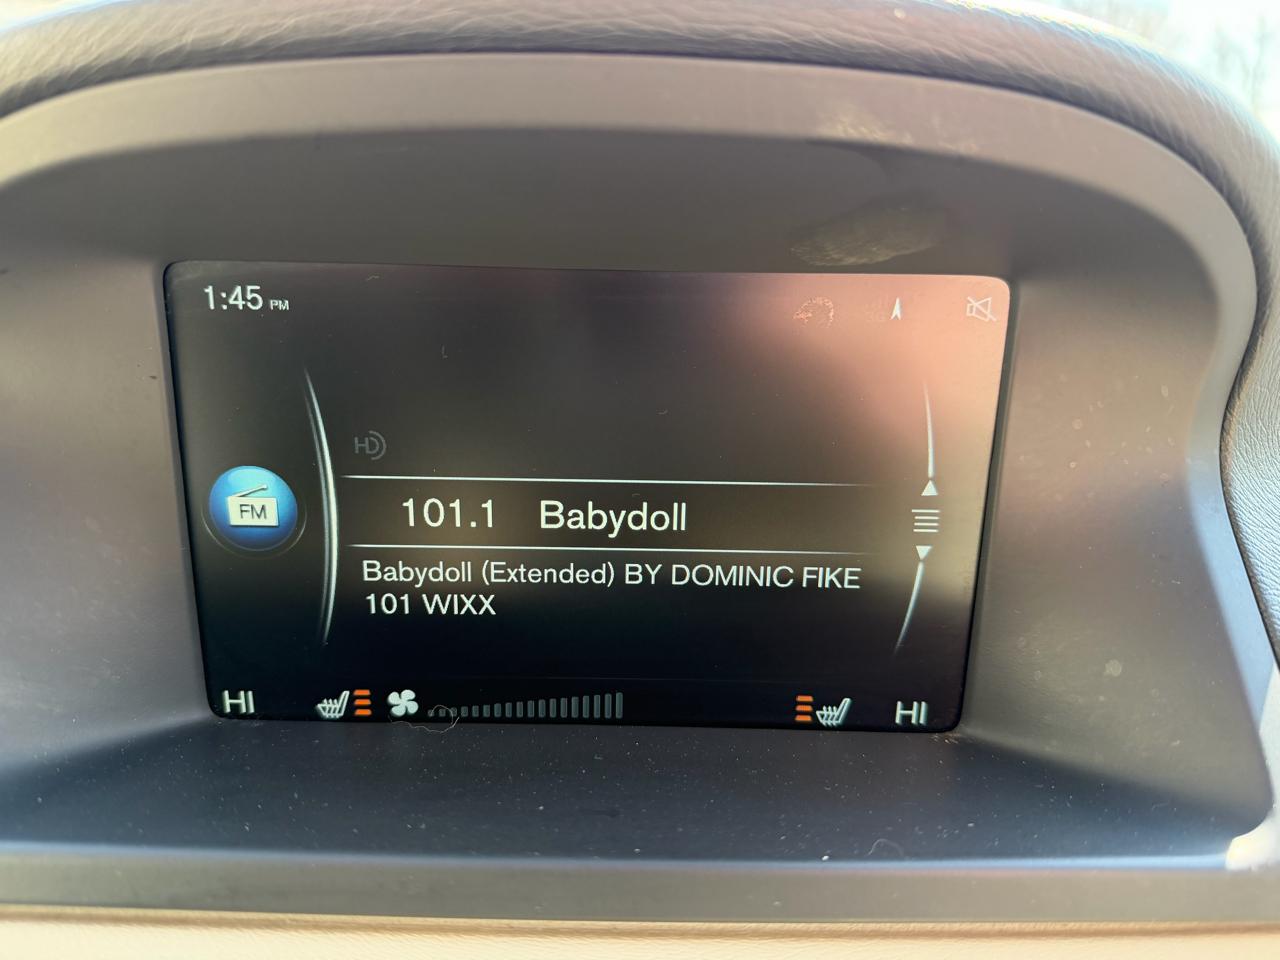 1:45 PM
HD
FM
101.1 Babydoll
Babydoll (Extended) BY DOMINIC FIKE
101 WIXX
HI HI